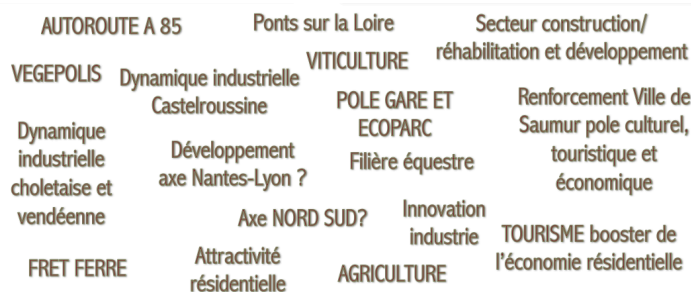 AUTOROUTE A 85
Ponts sur la Loire
Secteur construction/
réhabilitation et développement
VITICULTURE
VEGEPOLIS
Dynamique industrielle
Castelroussine
POLE GARE ET
ECOPARC
Renforcement Ville de
Saumur pole culturel,
touristique et
économique
Dynamique
industrielle
choletaise et
vendéenne
Développement
axe Nantes-Lyon ?
Filière équestre
Axe NORD SUD?
Innovation
industrie
TOURISME booster de
l'économie résidentielle
FRET FERRE
Attractivité
résidentielle
AGRICULTURE